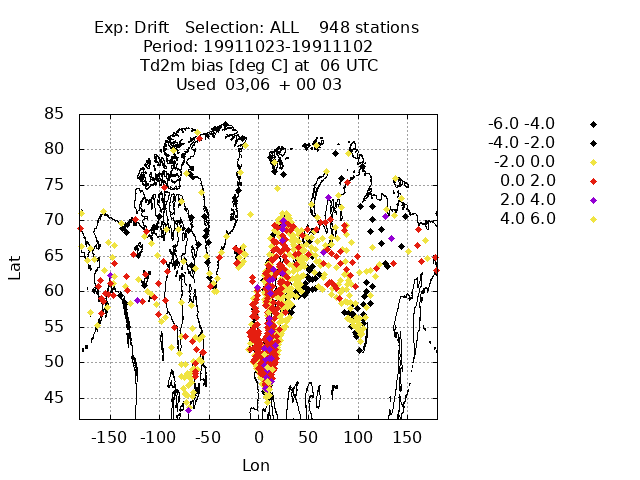 Exp: Drift   Selection: ALL    948 stations
Period: 19911023-19911102
Td2m bias [deg C] at  06 UTC
Used  03,06  + 00 03
-6.0 -4.0
-4.0 -2.0
-2.0 0.0
0.0 2.0
2.0 4.0
4.0 6.0
85
80
75
70
65
60
55
50
45
Lat
-150 -100 -50 0 50 100 150
Lon